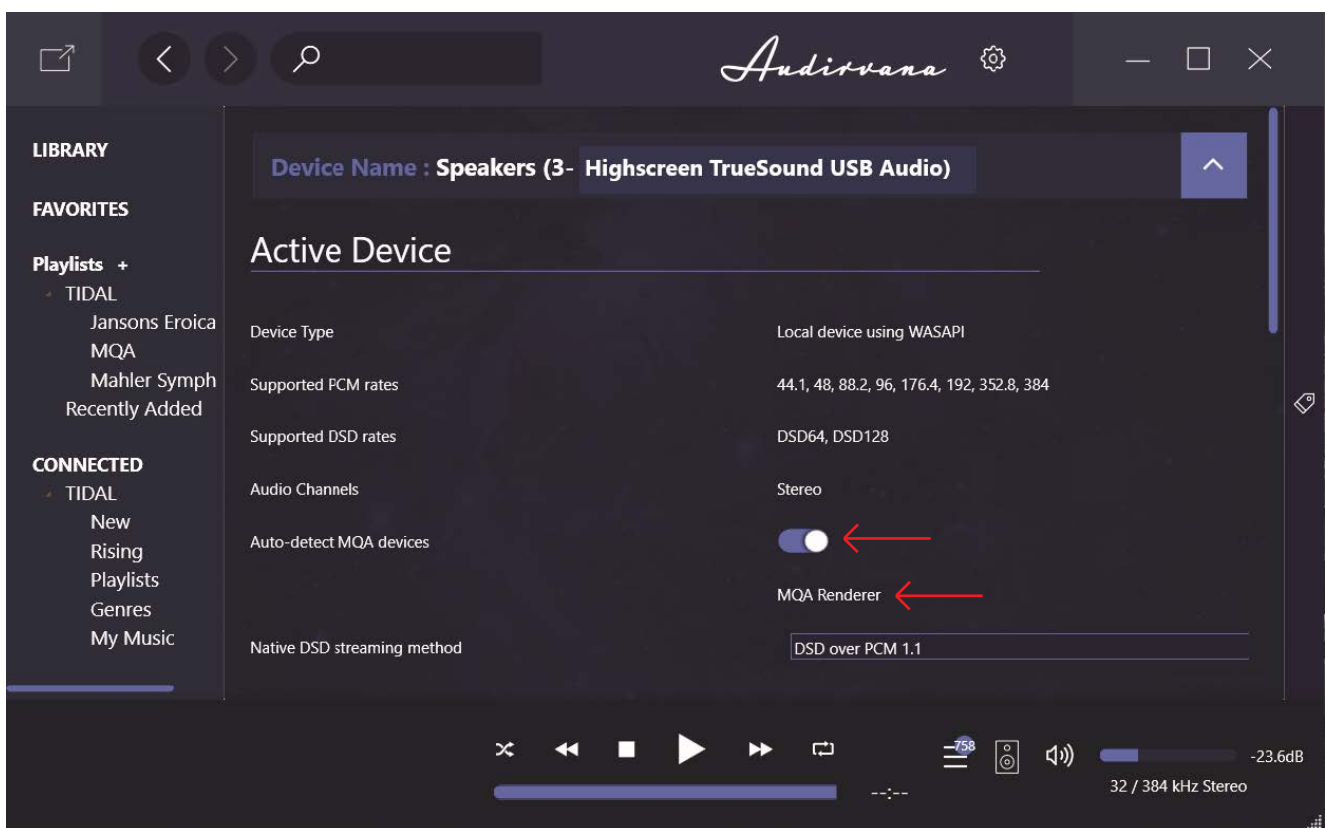 Audirvana
LIBRARY
FAVORITES
Playlists +
TIDAL
Jansons Eroica
MQA
Mahler Symph
Recently Added
CONNECTED
TIDAL
New
Rising
Playlists
Genres
My Music
Device Name : Speakers (3- Highscreen TrueSound USB Audio)
Active Device
Device Type Local device using WASAPI
Supported PCM rates 44.1, 48, 88.2, 96, 176.4, 192, 352.8, 384
Supported DSD rates DSD64, DSD128
Audio Channels Stereo
Auto-detect MQA devices
MQA Renderer
Native DSD streaming method DSD over PCM 1.1
758
-23.6dB
--:--
32 / 384 kHz Stereo